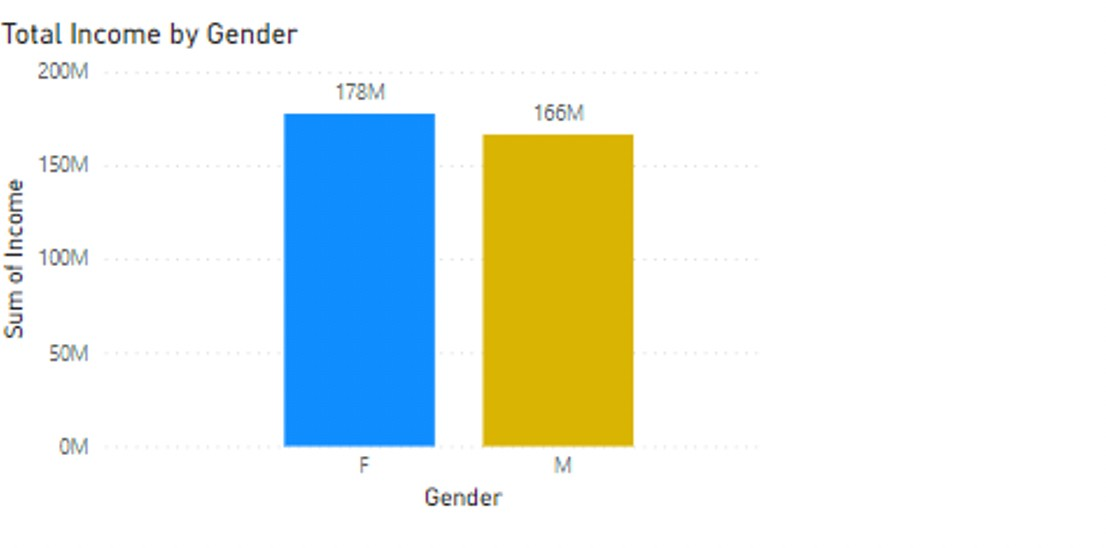 Total Income by Gender
200M
178M
166M
150M
100M
50M
0M
Sum of Income
F
M
Gender